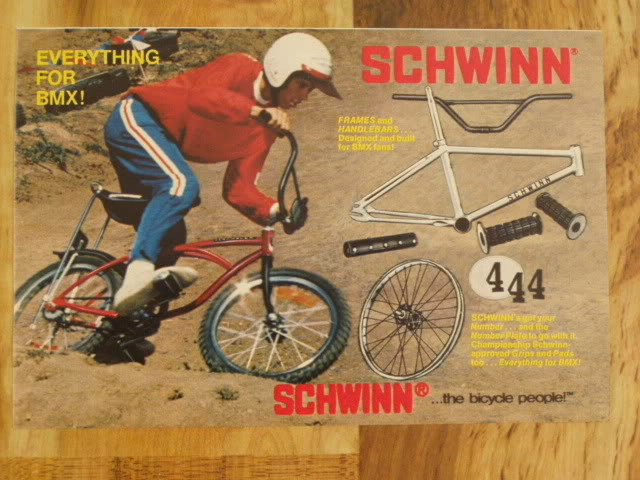 EVERYTHING
FOR
BMX!
SCHWINN®
FRAMES and
HANDLEBARS ...
Designed and built
for BMX fans!
SCHWINN
444
SCHWINN's got your
Number . . . and the
Number Plate to go with it.
Championship Schwinn-
approved Grips and Pads,
too . . . Everything for BMX!
SCHWINN® ...the bicycle people!™